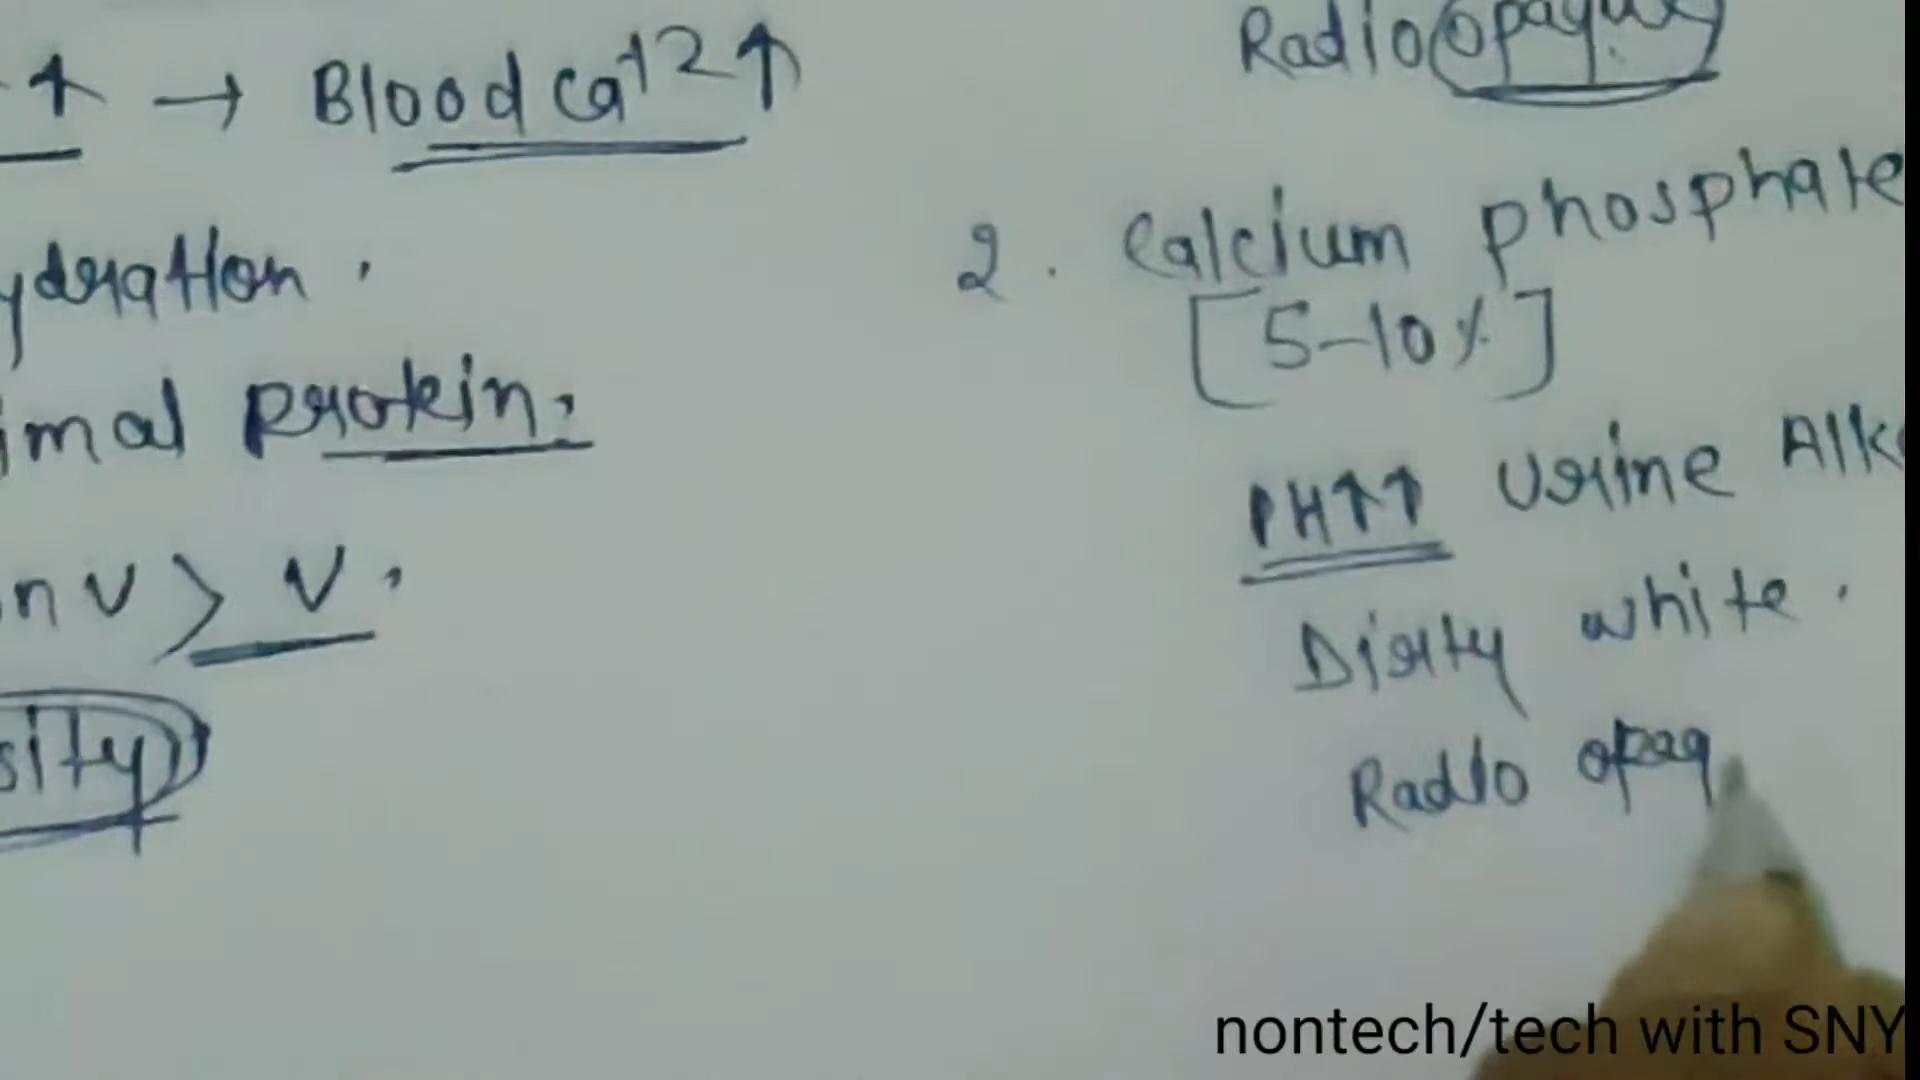 ↑ → Blood Ca+2 ↑
ydration.
imal Protein.
nv > v.
sity
Radio opaque
2. Calcium phosphate
[5-10%]
PH↑↑ Urine Alk
Dirty white.
Radio opaq
nontech/tech with SNY